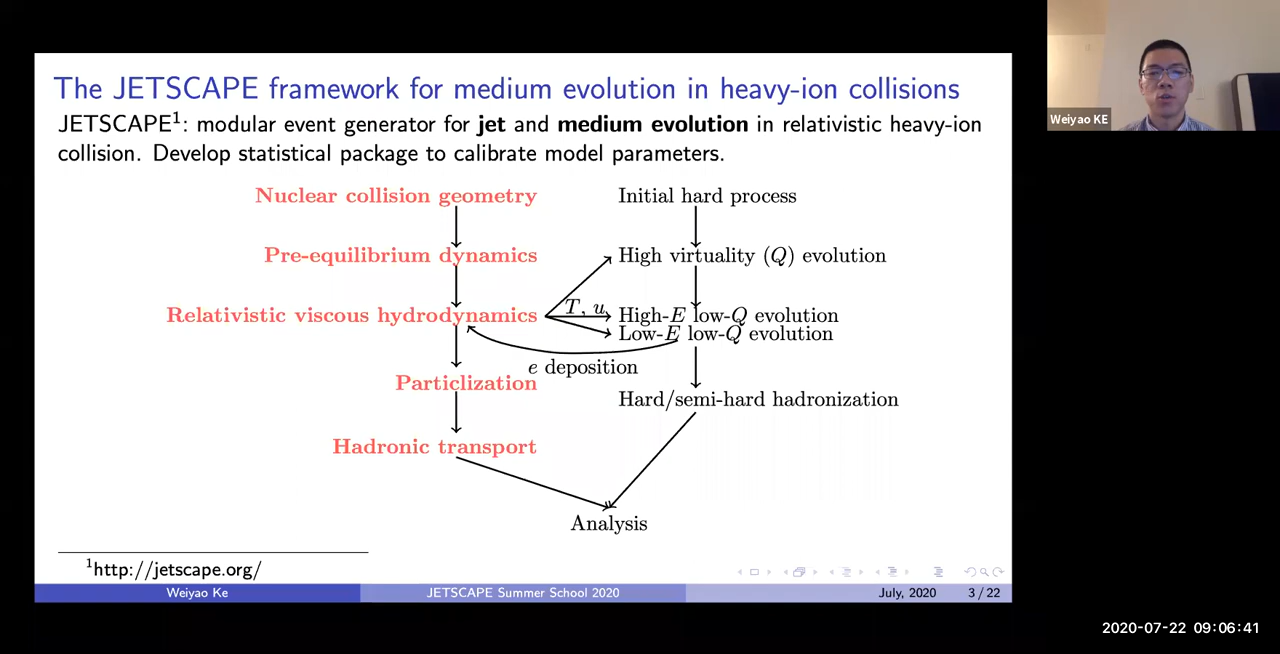 The JETSCAPE framework for medium evolution in heavy-ion collisions
JETSCAPE¹: modular event generator for jet and medium evolution in relativistic heavy-ion
collision. Develop statistical package to calibrate model parameters.
Weiyao KE
Nuclear collision geometry
Initial hard process
Pre-equilibrium dynamics
High virtuality (Q) evolution
Relativistic viscous hydrodynamics
T, u
High-E low-Q evolution
Low-E low-Q evolution
e deposition
Particlization
Hard/semi-hard hadronization
Hadronic transport
Analysis
¹http://jetscape.org/
Weiyao Ke
JETSCAPE Summer School 2020
July, 2020
3 / 22
2020-07-22 09:06:41